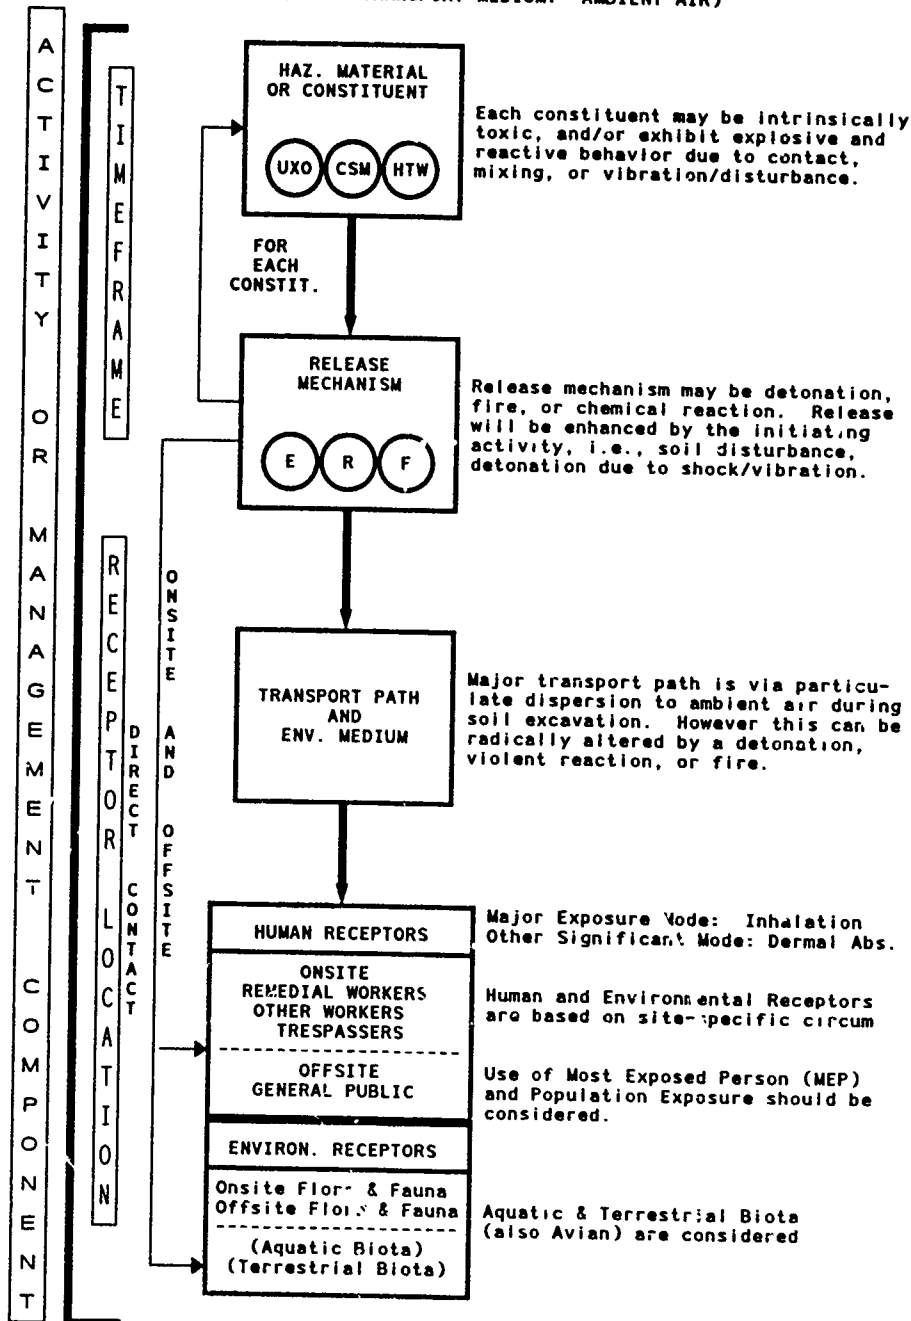 TRANSPORT MEDIUM: AMBIENT AIR)
ACTIVITY OR MANAGEMENT COMPONENT
TIMEFRAME
RECEPTOR LOCATION
DIRECT CONTACT
ONSITE AND OFFSITE
HAZ. MATERIAL
OR CONSTITUENT
UXO CSM HTW
Each constituent may be intrinsically
toxic, and/or exhibit explosive and
reactive behavior due to contact,
mixing, or vibration/disturbance.
FOR
EACH
CONSTIT.
RELEASE
MECHANISM
E R F
Release mechanism may be detonation,
fire, or chemical reaction. Release
will be enhanced by the initiating
activity, i.e., soil disturbance,
detonation due to shock/vibration.
TRANSPORT PATH
AND
ENV. MEDIUM
Major transport path is via particu-
late dispersion to ambient air during
soil excavation. However this can be
radically altered by a detonation,
violent reaction, or fire.
HUMAN RECEPTORS
Major Exposure Mode: Inhalation
Other Significant Mode: Dermal Abs.
ONSITE
REMEDIAL WORKERS
OTHER WORKERS
TRESPASSERS
Human and Environmental Receptors
are based on site-specific circum
OFFSITE
GENERAL PUBLIC
Use of Most Exposed Person (MEP)
and Population Exposure should be
considered.
ENVIRON. RECEPTORS
Onsite Flora & Fauna
Offsite Flora & Fauna
(Aquatic Biota)
(Terrestrial Biota)
Aquatic & Terrestrial Biota
(also Avian) are considered